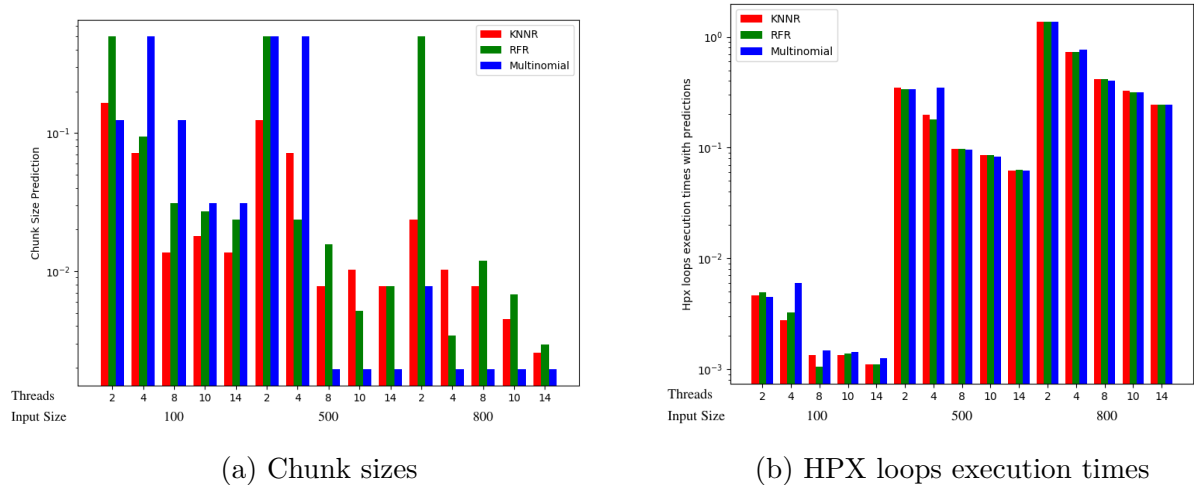 KNNR
RFR
Multinomial
Chunk Size Prediction
10⁻¹
10⁻²
Threads 2 4 8 10 14 2 4 8 10 14 2 4 8 10 14
Input Size 100 500 800
(a) Chunk sizes
KNNR
RFR
Multinomial
Hpx loops execution times with predictions
10⁰
10⁻¹
10⁻²
10⁻³
Threads 2 4 8 10 14 2 4 8 10 14 2 4 8 10 14
Input Size 100 500 800
(b) HPX loops execution times